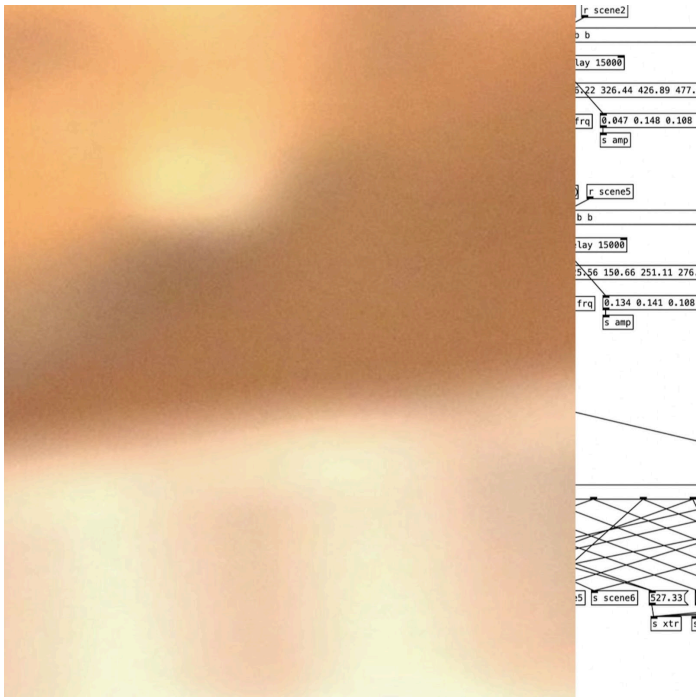 r scene2
b b
lay 15000
.22 326.44 426.89 477.
frq 0.047 0.148 0.108
s amp
r scene5
b b
lay 15000
5.56 150.66 251.11 276.
frq 0.134 0.141 0.108
s amp
s scene6 527.33
s xtr